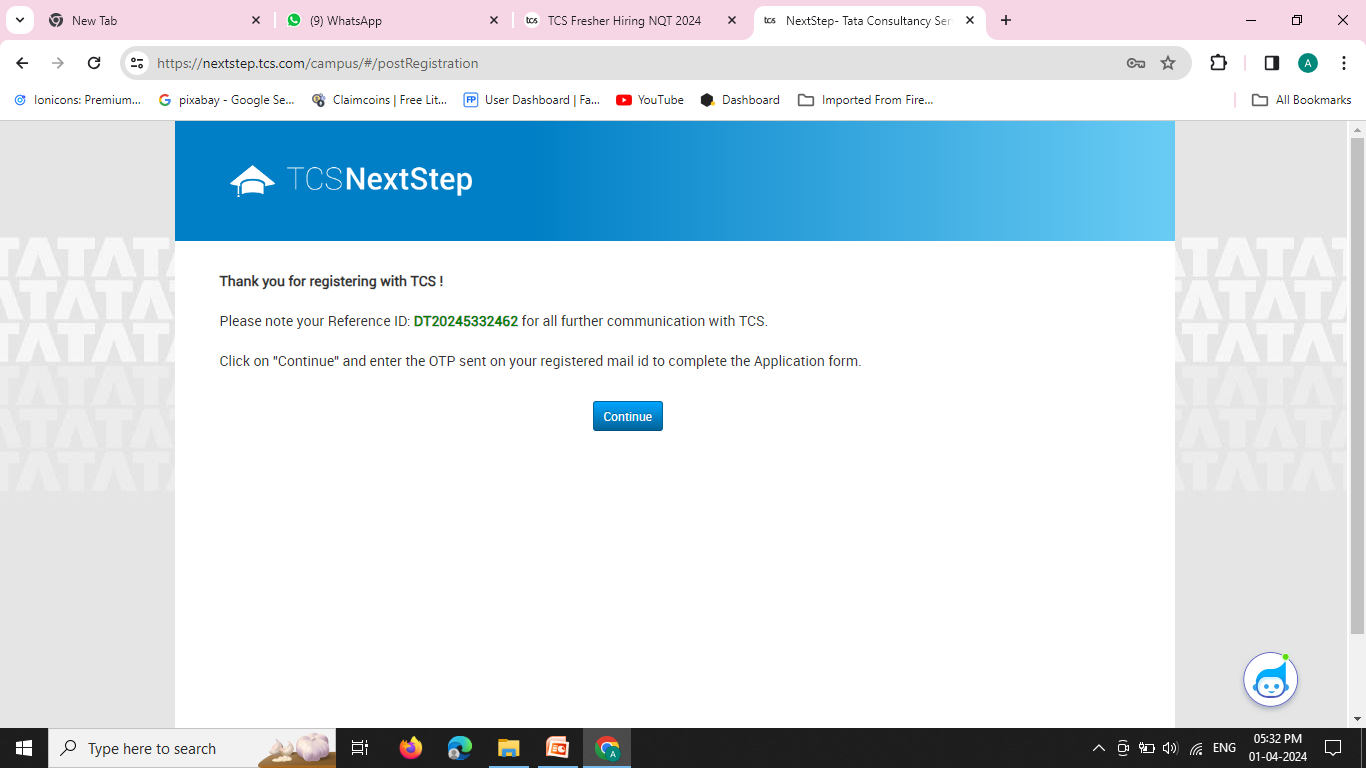 New Tab
(9) WhatsApp
tcs TCS Fresher Hiring NQT 2024
tcs NextStep- Tata Consultancy Ser
https://nextstep.tcs.com/campus/#/postRegistration
A
Ionicons: Premium...
pixabay - Google Se...
Claimcoins | Free Lit...
FP User Dashboard | Fa...
YouTube
Dashboard
Imported From Fire...
All Bookmarks
TCSNextStep
Thank you for registering with TCS !
Please note your Reference ID: DT20245332462 for all further communication with TCS.
Click on "Continue" and enter the OTP sent on your registered mail id to complete the Application form.
Continue
Type here to search
ENG
05:32 PM
01-04-2024